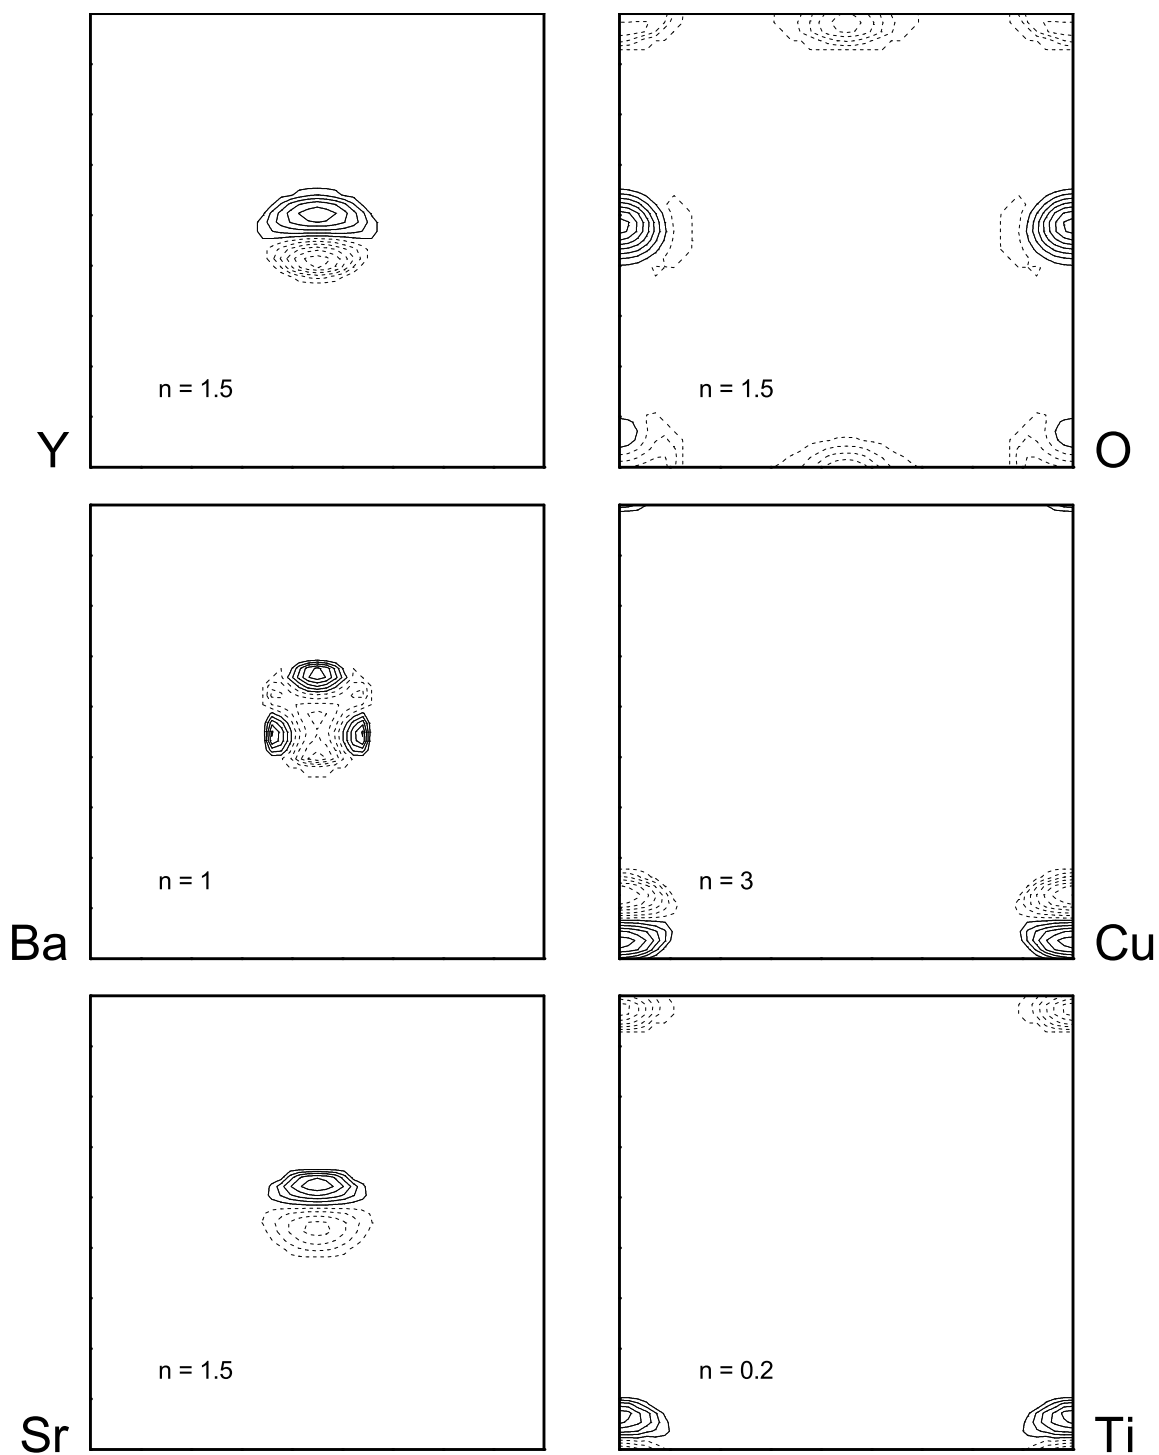 n = 1.5
n = 1.5
Y
O
n = 1
n = 3
Ba
Cu
n = 1.5
n = 0.2
Sr
Ti